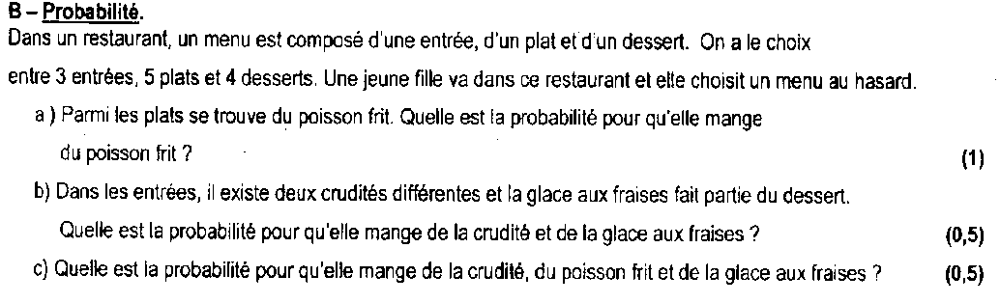 B – Probabilité.
Dans un restaurant, un menu est composé d'une entrée, d'un plat et d'un dessert. On a le choix
entre 3 entrées, 5 plats et 4 desserts. Une jeune fille va dans ce restaurant et elle choisit un menu au hasard.
a ) Parmi les plats se trouve du poisson frit. Quelle est la probabilité pour qu'elle mange
du poisson frit ? (1)
b) Dans les entrées, il existe deux crudités différentes et la glace aux fraises fait partie du dessert.
Quelle est la probabilité pour qu'elle mange de la crudité et de la glace aux fraises ? (0,5)
c) Quelle est la probabilité pour qu'elle mange de la crudité, du poisson frit et de la glace aux fraises ? (0,5)